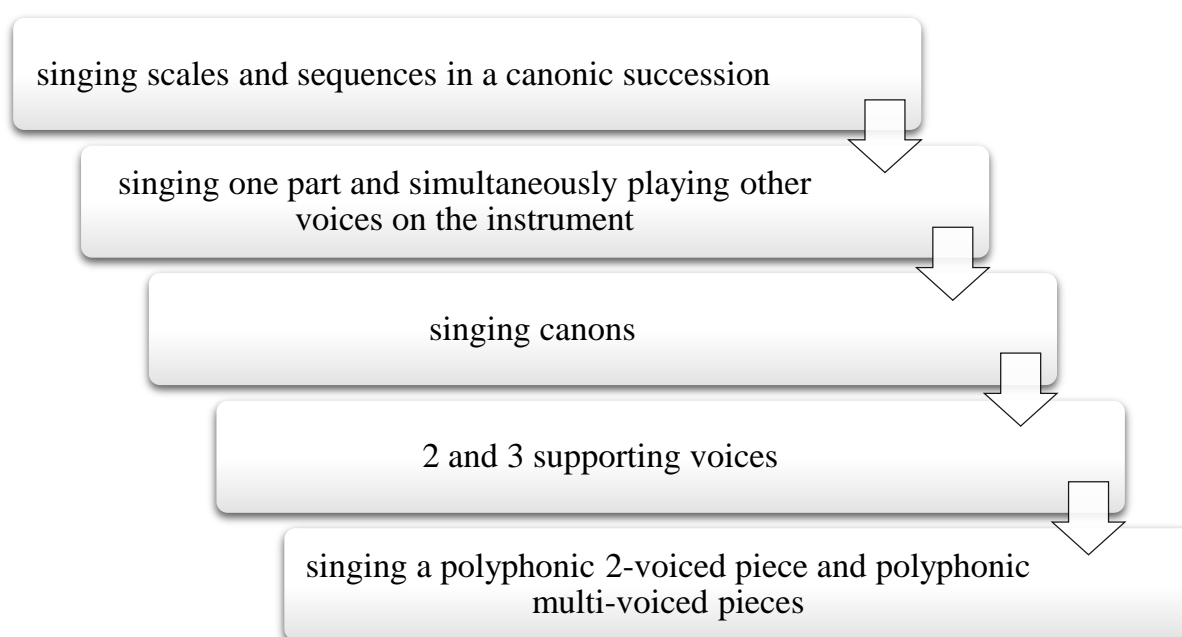 singing scales and sequences in a canonic succession
singing one part and simultaneously playing other
voices on the instrument
singing canons
2 and 3 supporting voices
singing a polyphonic 2-voiced piece and polyphonic
multi-voiced pieces